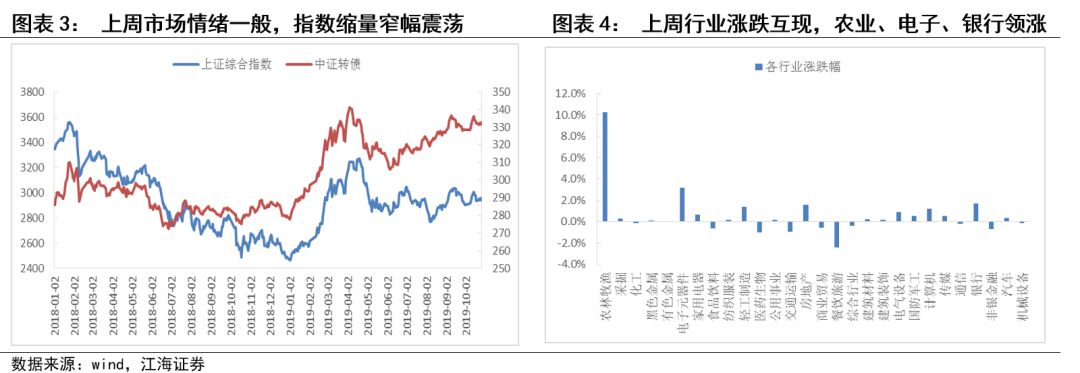 图表 3： 上周市场情绪一般，指数缩量窄幅震荡
上证综合指数 中证转债
3800
3600
3400
3200
3000
2800
2600
2400
350
340
330
320
310
300
290
280
270
260
250
2018-01-02
2018-02-02
2018-03-02
2018-04-02
2018-05-02
2018-06-02
2018-07-02
2018-08-02
2018-09-02
2018-10-02
2018-11-02
2018-12-02
2019-01-02
2019-02-02
2019-03-02
2019-04-02
2019-05-02
2019-06-02
2019-07-02
2019-08-02
2019-09-02
2019-10-02
图表 4： 上周行业涨跌互现，农业、电子、银行领涨
各行业涨跌幅
12.0%
10.0%
8.0%
6.0%
4.0%
2.0%
0.0%
-2.0%
-4.0%
农林牧渔
采掘
化工
黑色金属
有色金属
电子元器件
家用电器
食品饮料
纺织服装
轻工制造
医药生物
公用事业
交通运输
房地产
商业贸易
餐饮旅游
综合行业
建筑材料
建筑装饰
电气设备
国防军工
计算机
传媒
通信
银行
非银金融
汽车
机械设备
数据来源：wind，江海证券